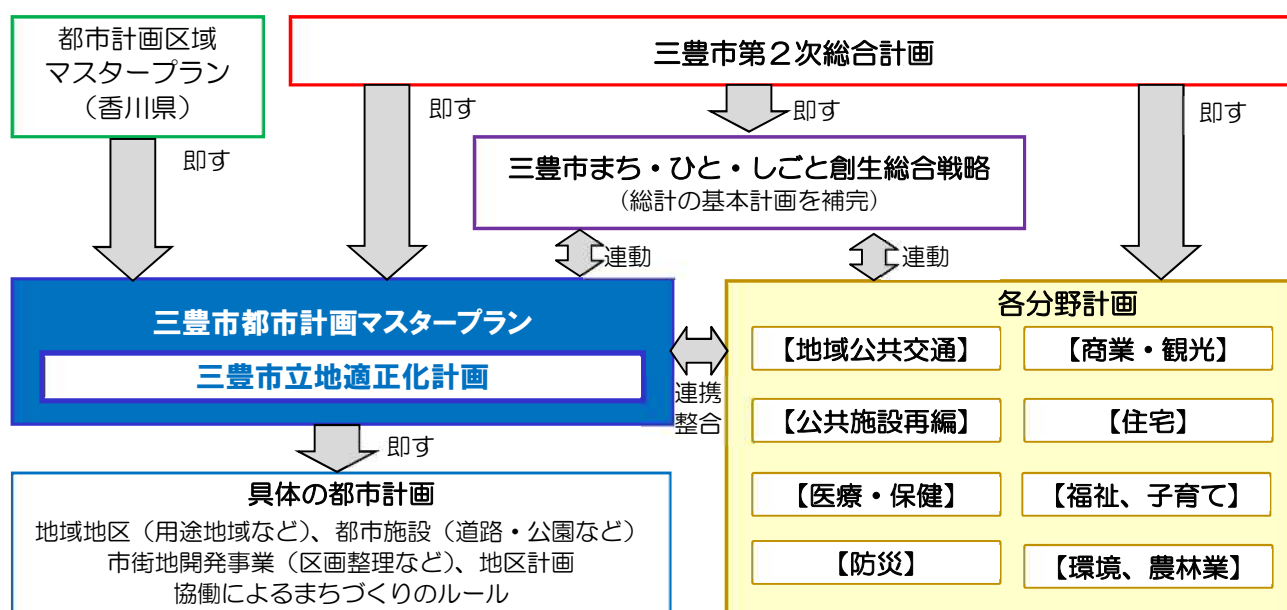 都市計画区域
マスタープラン
（香川県）
三豊市第２次総合計画
即す
即す
即す
即す
三豊市まち・ひと・しごと創生総合戦略
（総計の基本計画を補完）
連動
連動
三豊市都市計画マスタープラン
三豊市立地適正化計画
連携
整合
各分野計画
【地域公共交通】
【商業・観光】
【公共施設再編】
【住宅】
【医療・保健】
【福祉、子育て】
【防災】
【環境、農林業】
即す
具体の都市計画
地域地区（用途地域など）、都市施設（道路・公園など）
市街地開発事業（区画整理など）、地区計画
協働によるまちづくりのルール